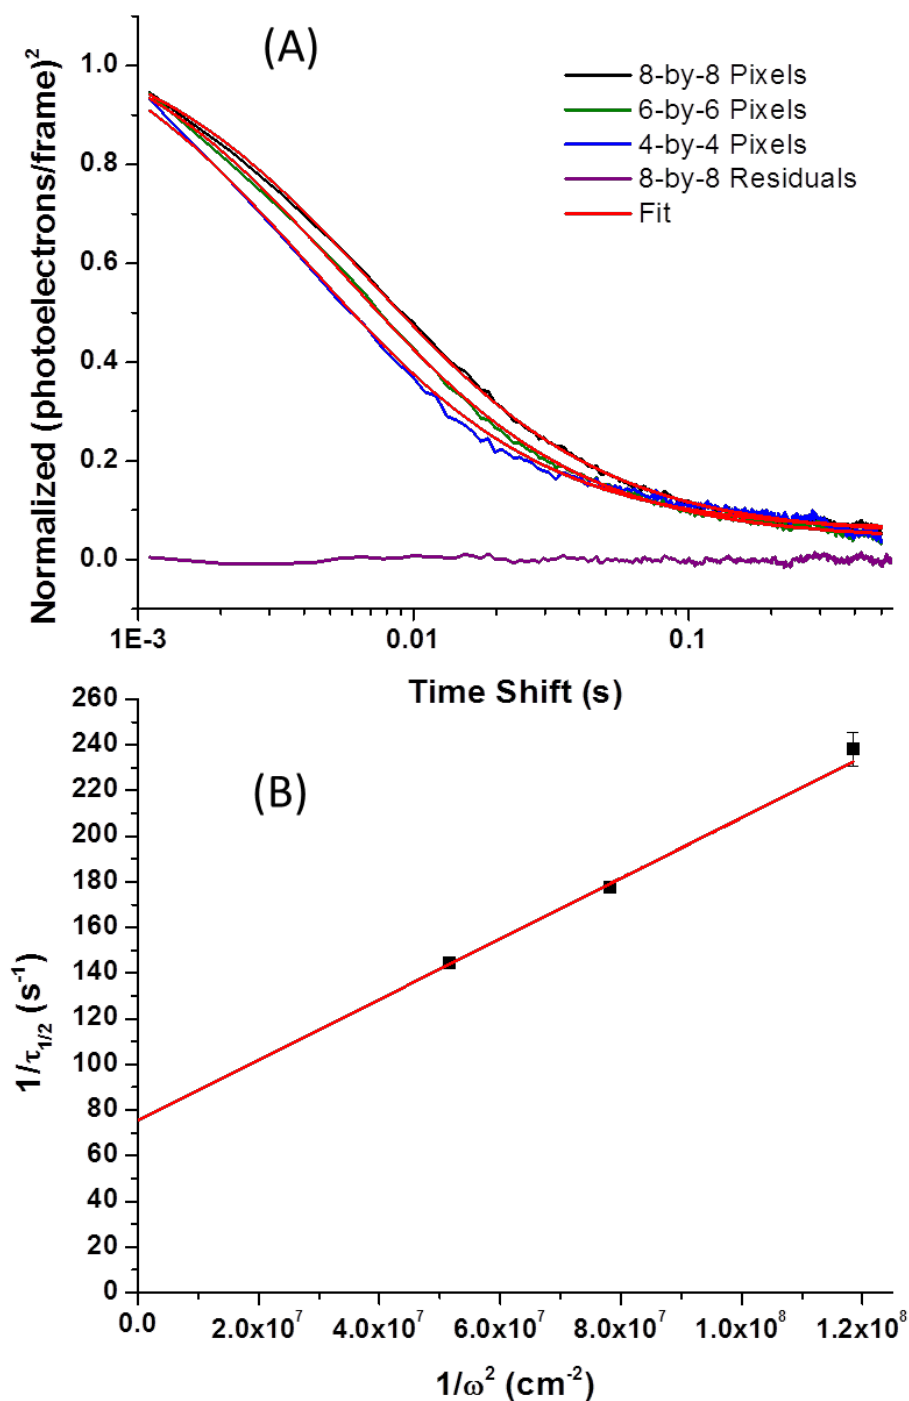 (A)
Normalized (photoelectrons/frame)²
1.0
0.8
0.6
0.4
0.2
0.0
8-by-8 Pixels
6-by-6 Pixels
4-by-4 Pixels
8-by-8 Residuals
Fit
1E-3 0.01 0.1
Time Shift (s)
(B)
1/τ₁/₂ (s⁻¹)
260
240
220
200
180
160
140
120
100
80
60
40
20
0
0.0 2.0x10⁷ 4.0x10⁷ 6.0x10⁷ 8.0x10⁷ 1.0x10⁸ 1.2x10⁸
1/ω² (cm⁻²)